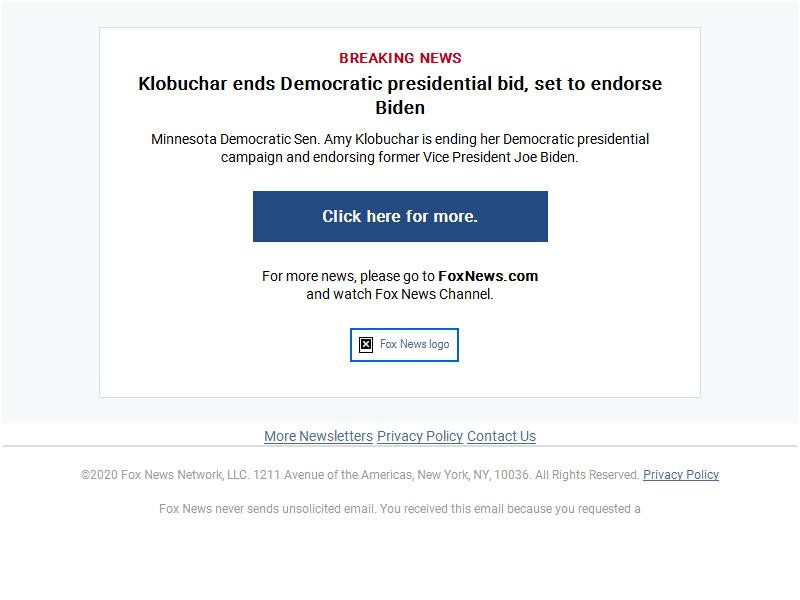 BREAKING NEWS
Klobuchar ends Democratic presidential bid, set to endorse
Biden
Minnesota Democratic Sen. Amy Klobuchar is ending her Democratic presidential
campaign and endorsing former Vice President Joe Biden.
Click here for more.
For more news, please go to FoxNews.com
and watch Fox News Channel.
Fox News logo
More Newsletters Privacy Policy Contact Us
©2020 Fox News Network, LLC. 1211 Avenue of the Americas, New York, NY, 10036. All Rights Reserved. Privacy Policy
Fox News never sends unsolicited email. You received this email because you requested a